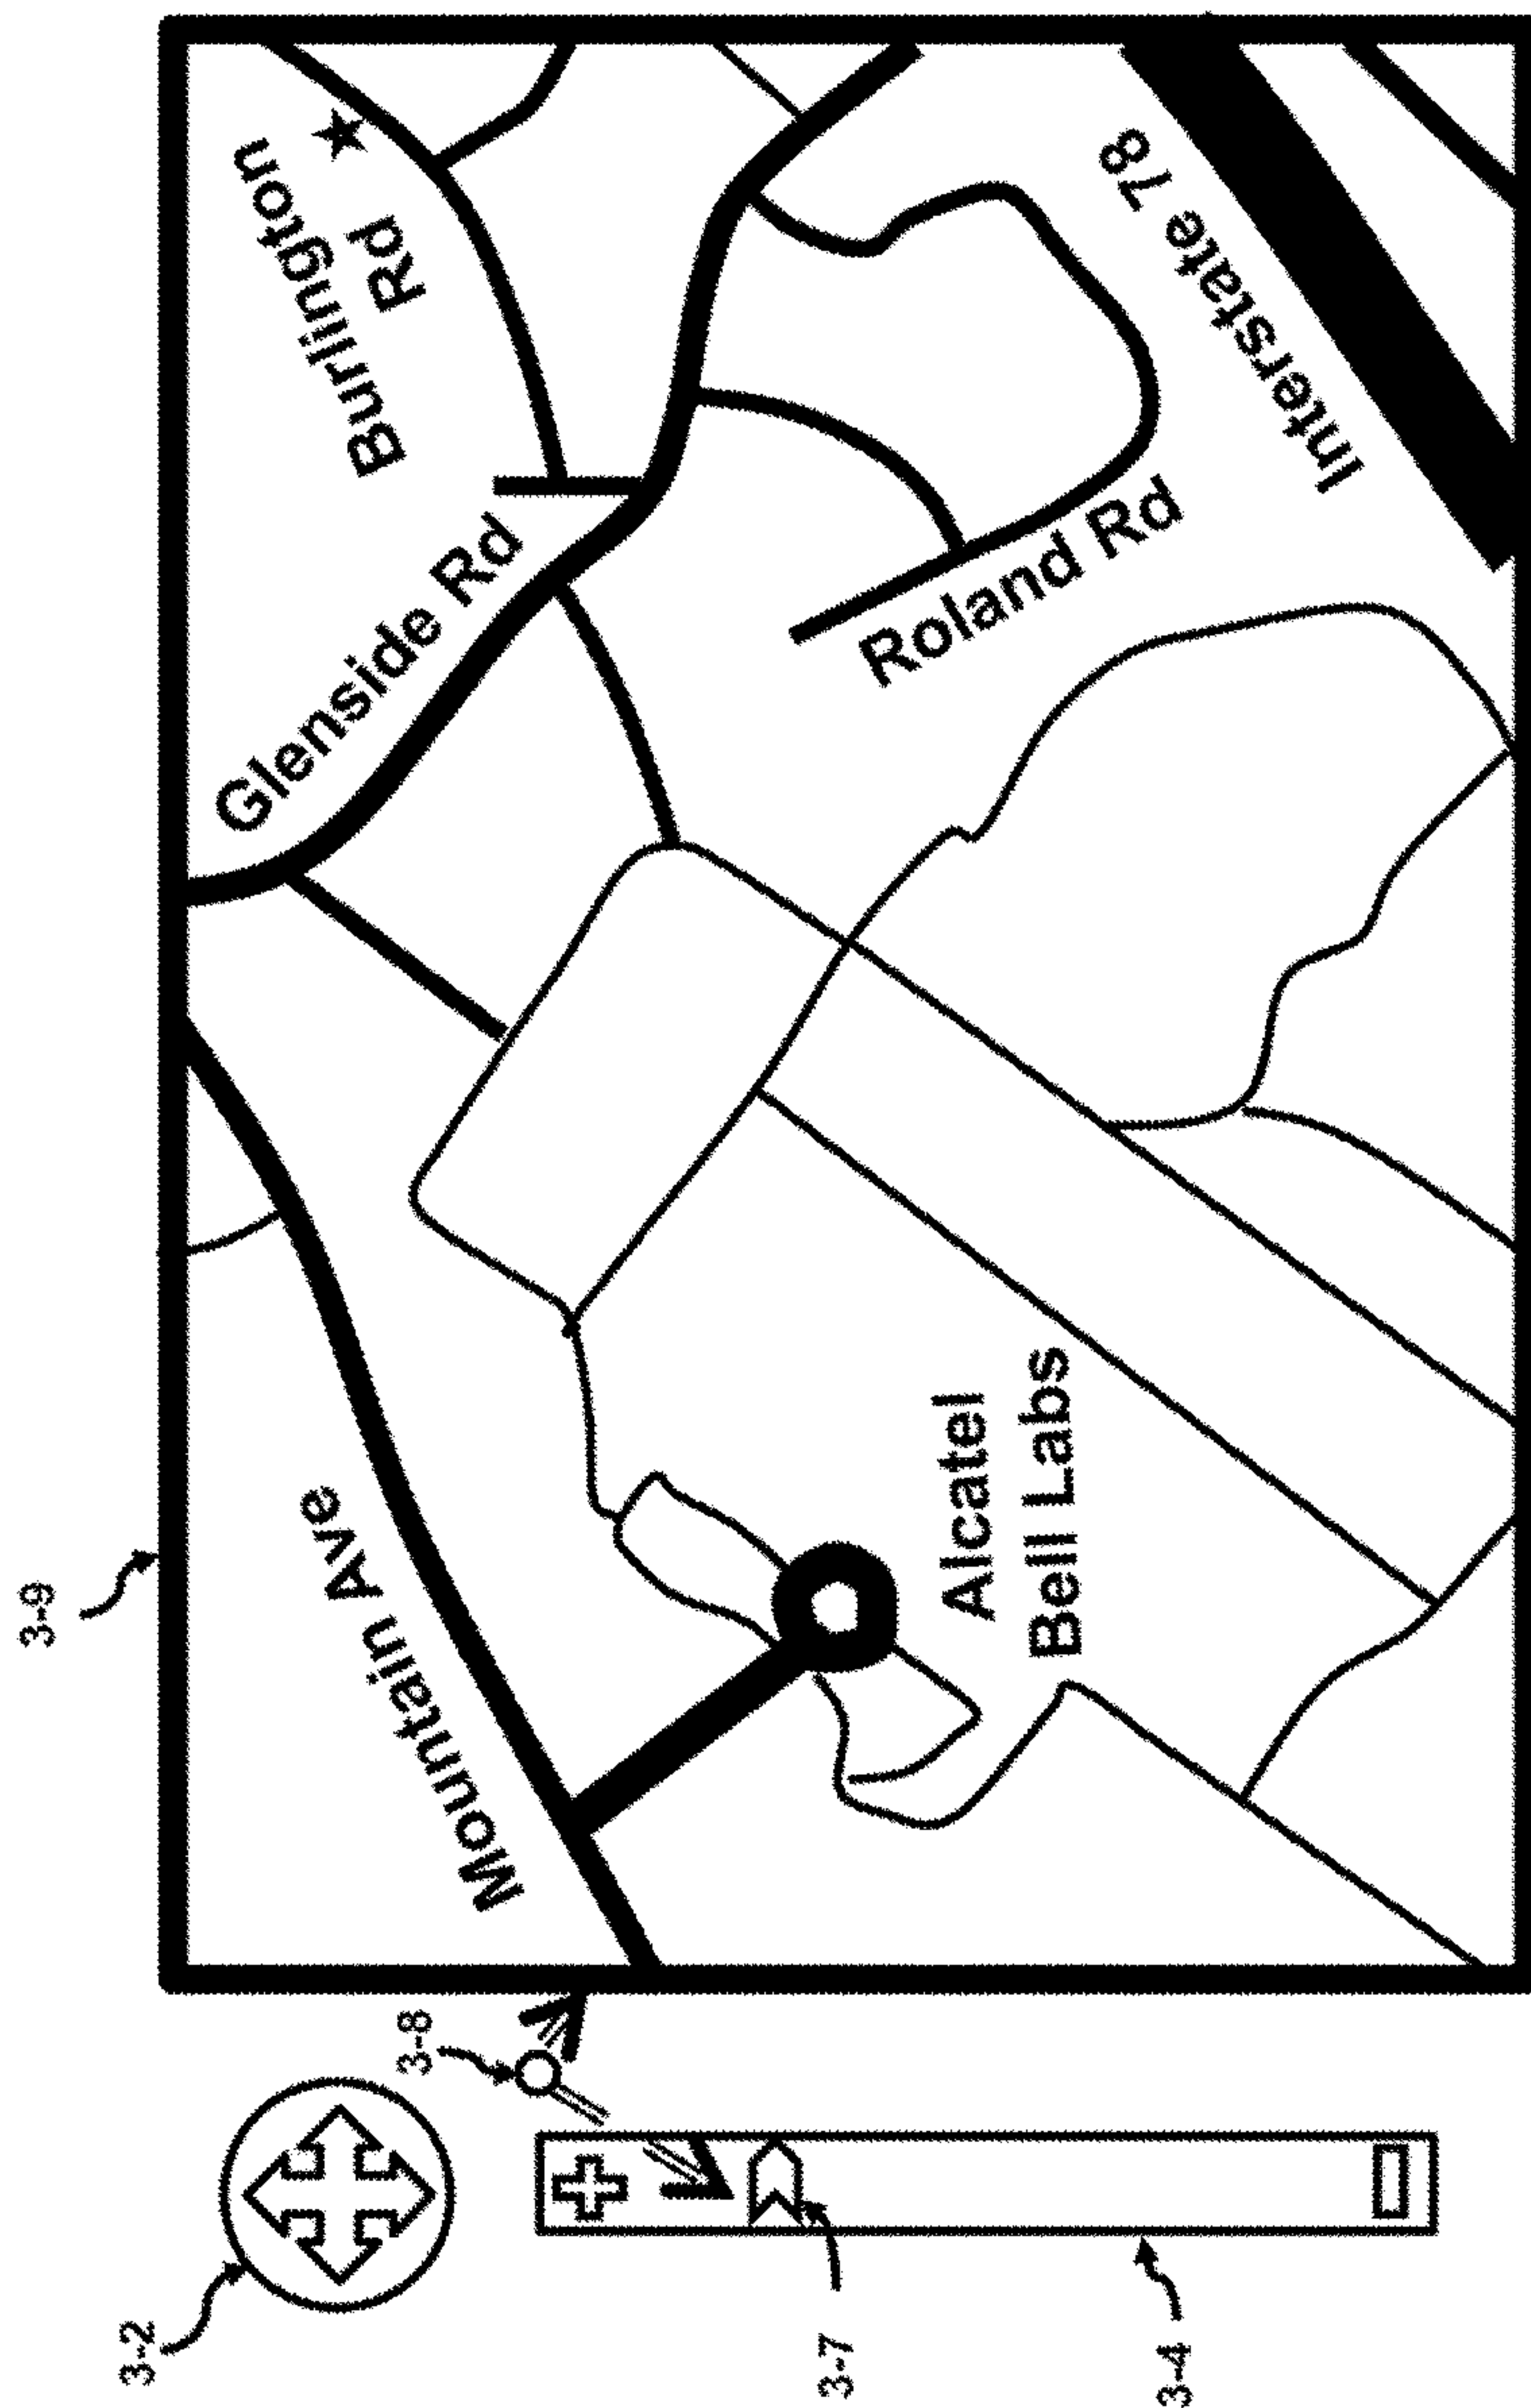 3-9
3-2
3-8
3-7
3-4
Mountain Ave
Glenside Rd
Burlington
Rd
Alcatel
Bell Labs
Roland Rd
Interstate 78